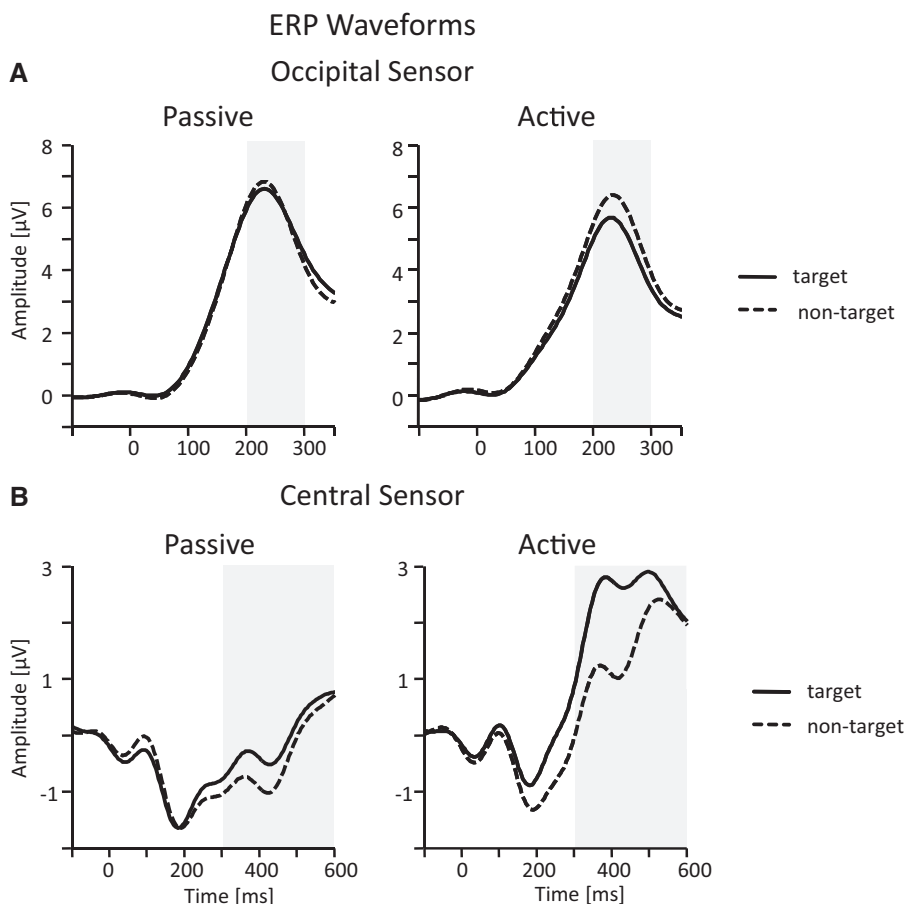 ERP Waveforms
A
Occipital Sensor
Passive
Active
8
6
4
2
0
Amplitude [µV]
0 100 200 300
8
6
4
2
0
0 100 200 300
target
non-target
B
Central Sensor
Passive
Active
3
1
-1
Amplitude [µV]
0 200 400 600
Time [ms]
3
1
-1
0 200 400 600
Time [ms]
target
non-target